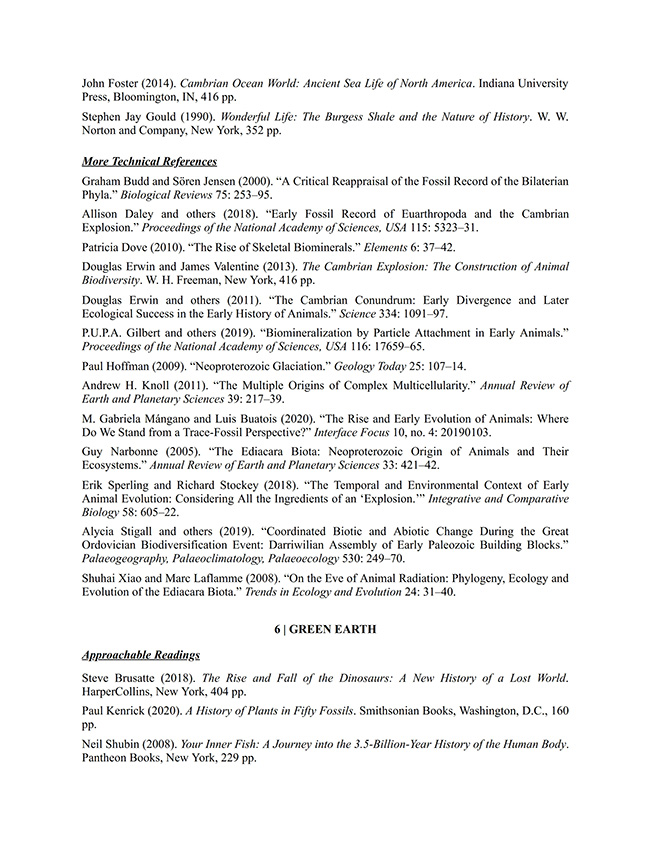 John Foster (2014). Cambrian Ocean World: Ancient Sea Life of North America. Indiana University
Press, Bloomington, IN, 416 pp.
Stephen Jay Gould (1990). Wonderful Life: The Burgess Shale and the Nature of History. W. W.
Norton and Company, New York, 352 pp.
More Technical References
Graham Budd and Sören Jensen (2000). “A Critical Reappraisal of the Fossil Record of the Bilaterian
Phyla.” Biological Reviews 75: 253–95.
Allison Daley and others (2018). “Early Fossil Record of Euarthropoda and the Cambrian
Explosion.” Proceedings of the National Academy of Sciences, USA 115: 5323–31.
Patricia Dove (2010). “The Rise of Skeletal Biominerals.” Elements 6: 37–42.
Douglas Erwin and James Valentine (2013). The Cambrian Explosion: The Construction of Animal
Biodiversity. W. H. Freeman, New York, 416 pp.
Douglas Erwin and others (2011). “The Cambrian Conundrum: Early Divergence and Later
Ecological Success in the Early History of Animals.” Science 334: 1091–97.
P.U.P.A. Gilbert and others (2019). “Biomineralization by Particle Attachment in Early Animals.”
Proceedings of the National Academy of Sciences, USA 116: 17659–65.
Paul Hoffman (2009). “Neoproterozoic Glaciation.” Geology Today 25: 107–14.
Andrew H. Knoll (2011). “The Multiple Origins of Complex Multicellularity.” Annual Review of
Earth and Planetary Sciences 39: 217–39.
M. Gabriela Mángano and Luis Buatois (2020). “The Rise and Early Evolution of Animals: Where
Do We Stand from a Trace-Fossil Perspective?” Interface Focus 10, no. 4: 20190103.
Guy Narbonne (2005). “The Ediacara Biota: Neoproterozoic Origin of Animals and Their
Ecosystems.” Annual Review of Earth and Planetary Sciences 33: 421–42.
Erik Sperling and Richard Stockey (2018). “The Temporal and Environmental Context of Early
Animal Evolution: Considering All the Ingredients of an ‘Explosion.’” Integrative and Comparative
Biology 58: 605–22.
Alycia Stigall and others (2019). “Coordinated Biotic and Abiotic Change During the Great
Ordovician Biodiversification Event: Darriwilian Assembly of Early Paleozoic Building Blocks.”
Palaeogeography, Palaeoclimatology, Palaeoecology 530: 249–70.
Shuhai Xiao and Marc Laflamme (2008). “On the Eve of Animal Radiation: Phylogeny, Ecology and
Evolution of the Ediacara Biota.” Trends in Ecology and Evolution 24: 31–40.
6 | GREEN EARTH
Approachable Readings
Steve Brusatte (2018). The Rise and Fall of the Dinosaurs: A New History of a Lost World.
HarperCollins, New York, 404 pp.
Paul Kenrick (2020). A History of Plants in Fifty Fossils. Smithsonian Books, Washington, D.C., 160
pp.
Neil Shubin (2008). Your Inner Fish: A Journey into the 3.5-Billion-Year History of the Human Body.
Pantheon Books, New York, 229 pp.